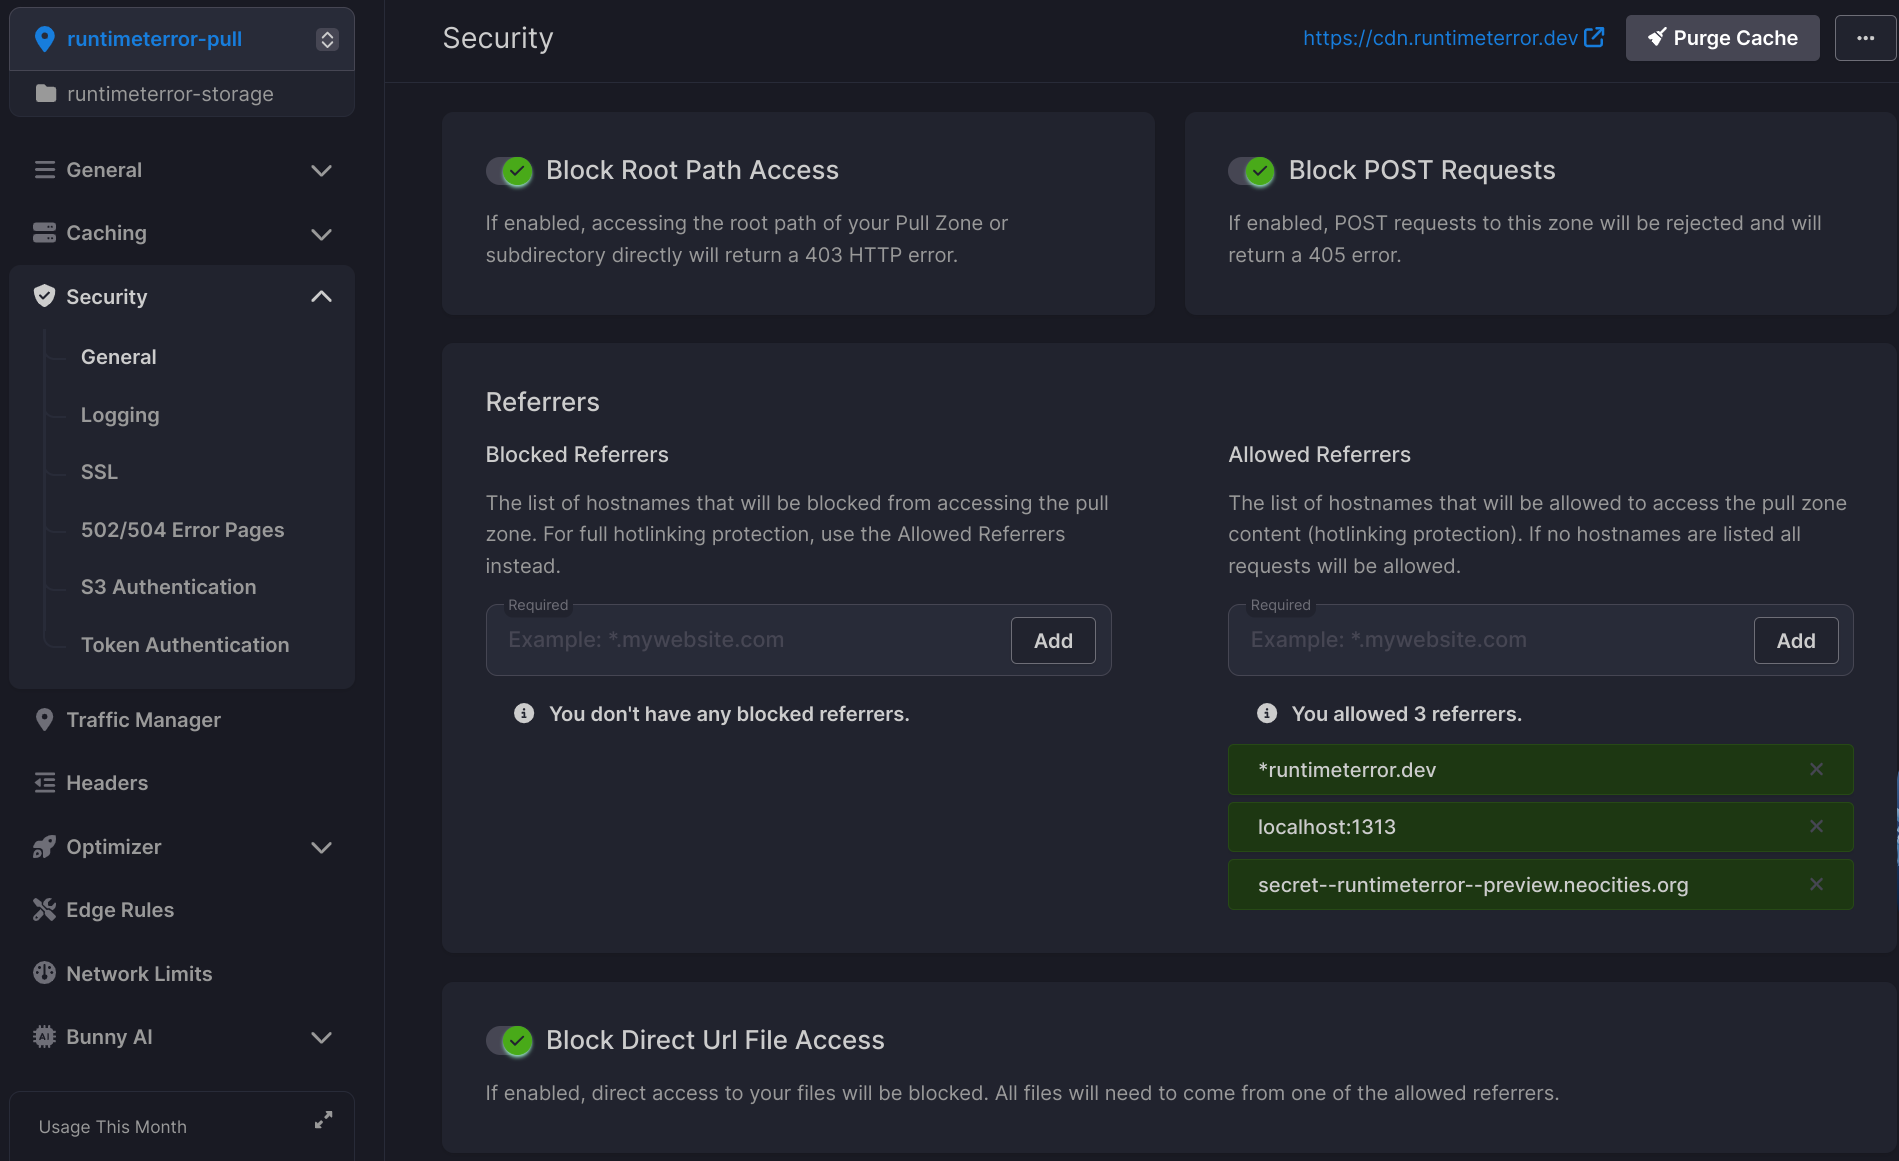 runtimeterror-pull
runtimeterror-storage
General
Caching
Security
General
Logging
SSL
502/504 Error Pages
S3 Authentication
Token Authentication
Traffic Manager
Headers
Optimizer
Edge Rules
Network Limits
Bunny AI
Usage This Month
Security
https://cdn.runtimeterror.dev
Purge Cache
Block Root Path Access
If enabled, accessing the root path of your Pull Zone or
subdirectory directly will return a 403 HTTP error.
Block POST Requests
If enabled, POST requests to this zone will be rejected and will
return a 405 error.
Referrers
Blocked Referrers
The list of hostnames that will be blocked from accessing the pull
zone. For full hotlinking protection, use the Allowed Referrers
instead.
Required
Example: *.mywebsite.com
Add
You don't have any blocked referrers.
Allowed Referrers
The list of hostnames that will be allowed to access the pull zone
content (hotlinking protection). If no hostnames are listed all
requests will be allowed.
Required
Example: *.mywebsite.com
Add
You allowed 3 referrers.
*runtimeterror.dev
localhost:1313
secret--runtimeterror--preview.neocities.org
Block Direct Url File Access
If enabled, direct access to your files will be blocked. All files will need to come from one of the allowed referrers.